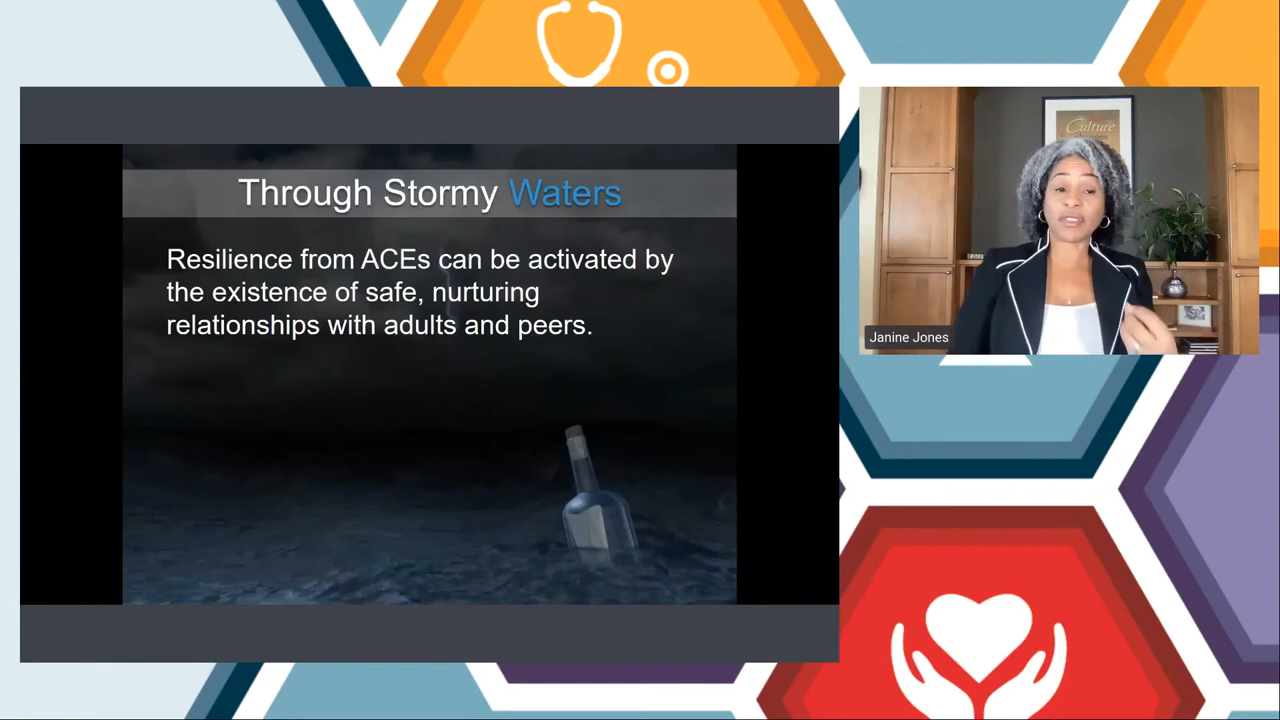 Through Stormy Waters
Resilience from ACEs can be activated by
the existence of safe, nurturing
relationships with adults and peers.
Culture
Janine Jones